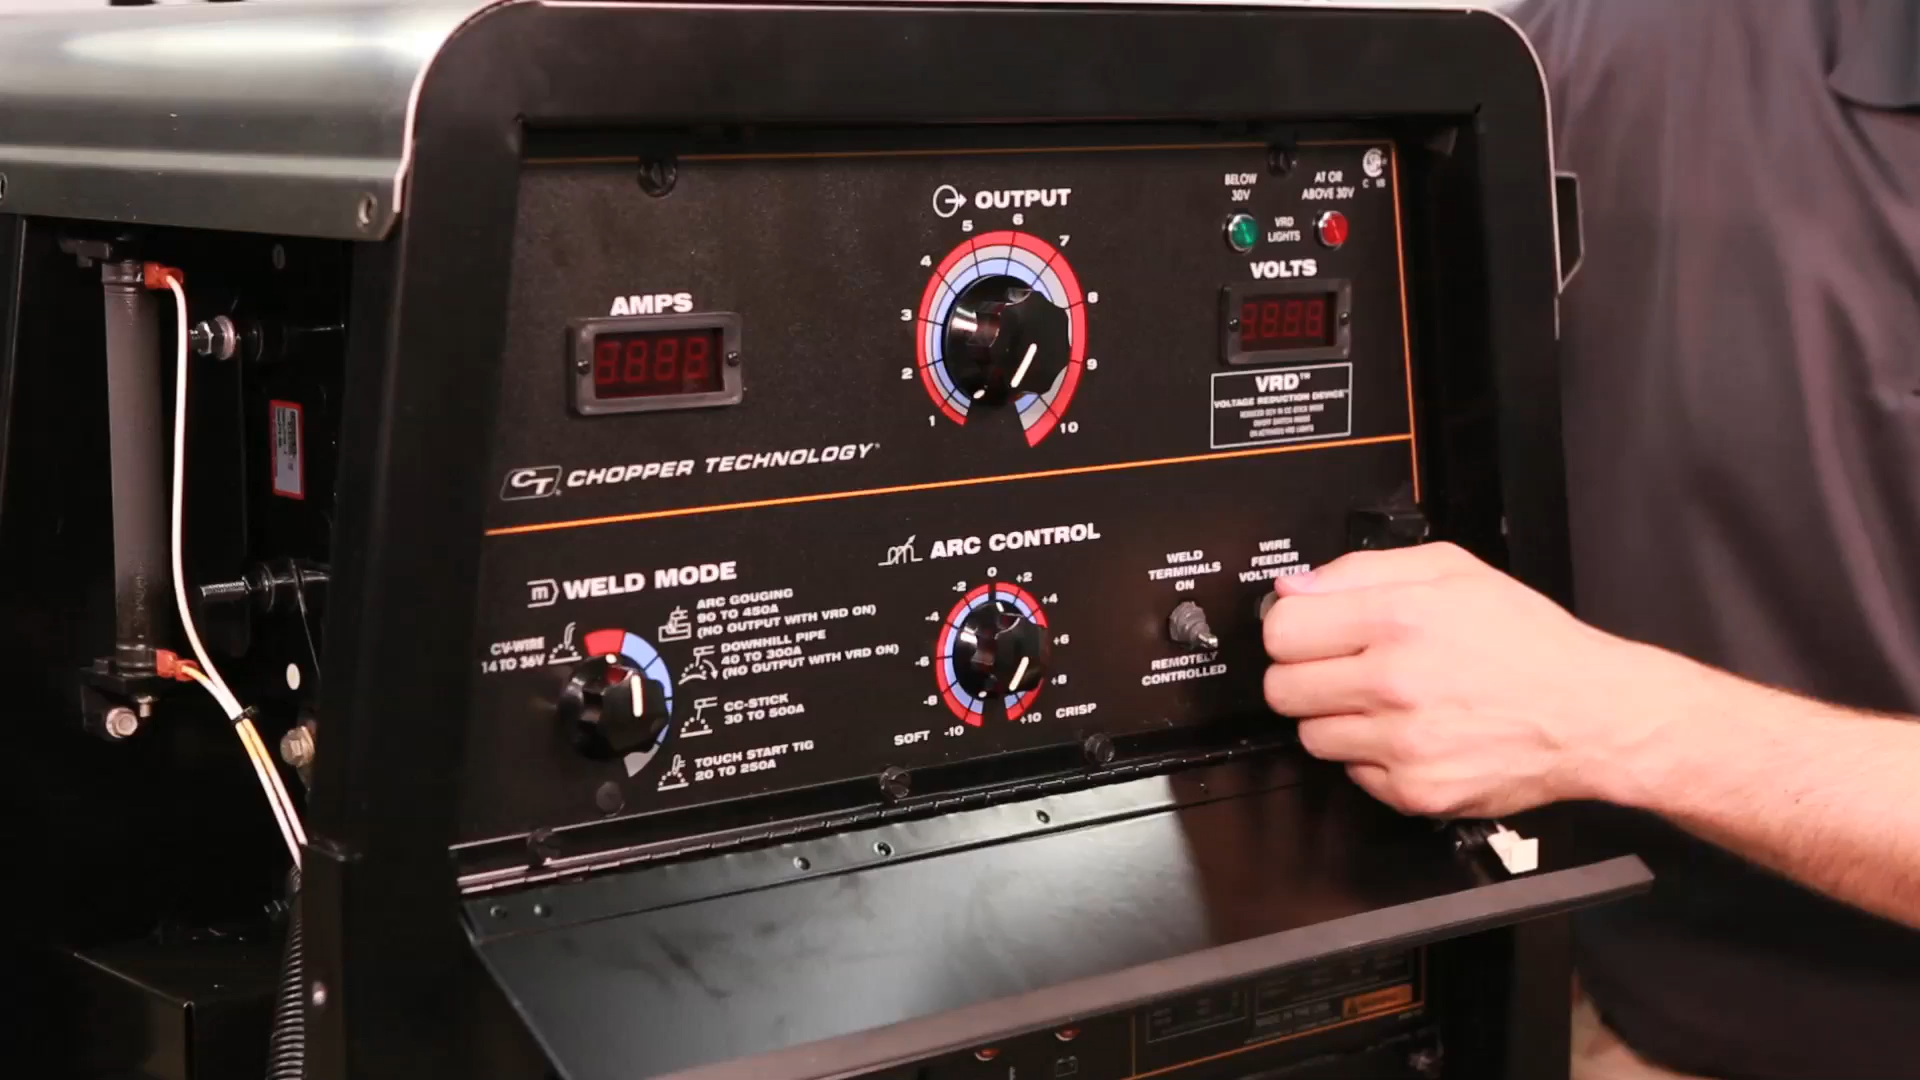 OUTPUT
1
2
3
4
5
6
7
8
9
10
BELOW
30V
AT OR
ABOVE 30V
VRD
LIGHTS
AMPS
VOLTS
VRD™
VOLTAGE REDUCTION DEVICE™
CT CHOPPER TECHNOLOGY®
m WELD MODE
CV-WIRE
14 TO 36V
ARC GOUGING
90 TO 450A
(NO OUTPUT WITH VRD ON)
DOWNHILL PIPE
40 TO 300A
(NO OUTPUT WITH VRD ON)
CC-STICK
30 TO 500A
TOUCH START TIG
20 TO 250A
ARC CONTROL
-10
-8
-6
-4
-2
0
+2
+4
+6
+8
+10
SOFT
CRISP
WELD
TERMINALS
ON
REMOTELY
CONTROLLED
WIRE
FEEDER
VOLTMETER